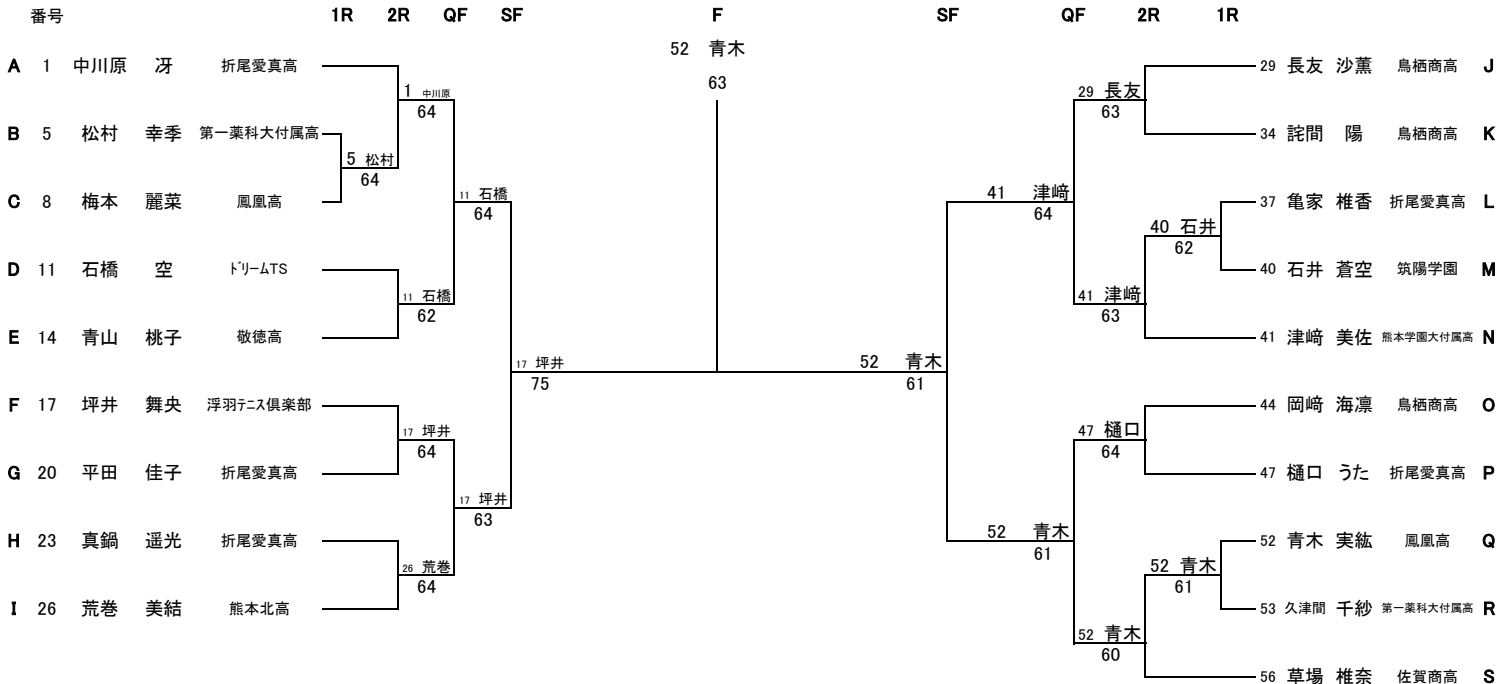 番号 1R 2R QF SF F SF QF 2R 1R
52 青木
63
A 1 中川原 冴 折尾愛真高
1 中川原
64
B 5 松村 幸季 第一薬科大付属高
5 松村
64
C 8 梅本 麗菜 鳳凰高
11 石橋
64
D 11 石橋 空 ドリームTS
11 石橋
62
E 14 青山 桃子 敬徳高
17 坪井
75
F 17 坪井 舞央 浮羽テニス倶楽部
17 坪井
64
G 20 平田 佳子 折尾愛真高
17 坪井
63
H 23 真鍋 遥光 折尾愛真高
26 荒巻
64
I 26 荒巻 美結 熊本北高
29 長友 沙薫 鳥栖商高 J
29 長友
63
34 詫間 陽 鳥栖商高 K
41 津﨑
64
37 亀家 椎香 折尾愛真高 L
40 石井
62
40 石井 蒼空 筑陽学園 M
41 津﨑
63
41 津﨑 美佐 熊本学園大付属高 N
52 青木
61
44 岡﨑 海凛 鳥栖商高 O
47 樋口
64
47 樋口 うた 折尾愛真高 P
52 青木
61
52 青木 実紘 鳳凰高 Q
52 青木
61
53 久津間 千紗 第一薬科大付属高 R
52 青木
60
56 草場 椎奈 佐賀商高 S